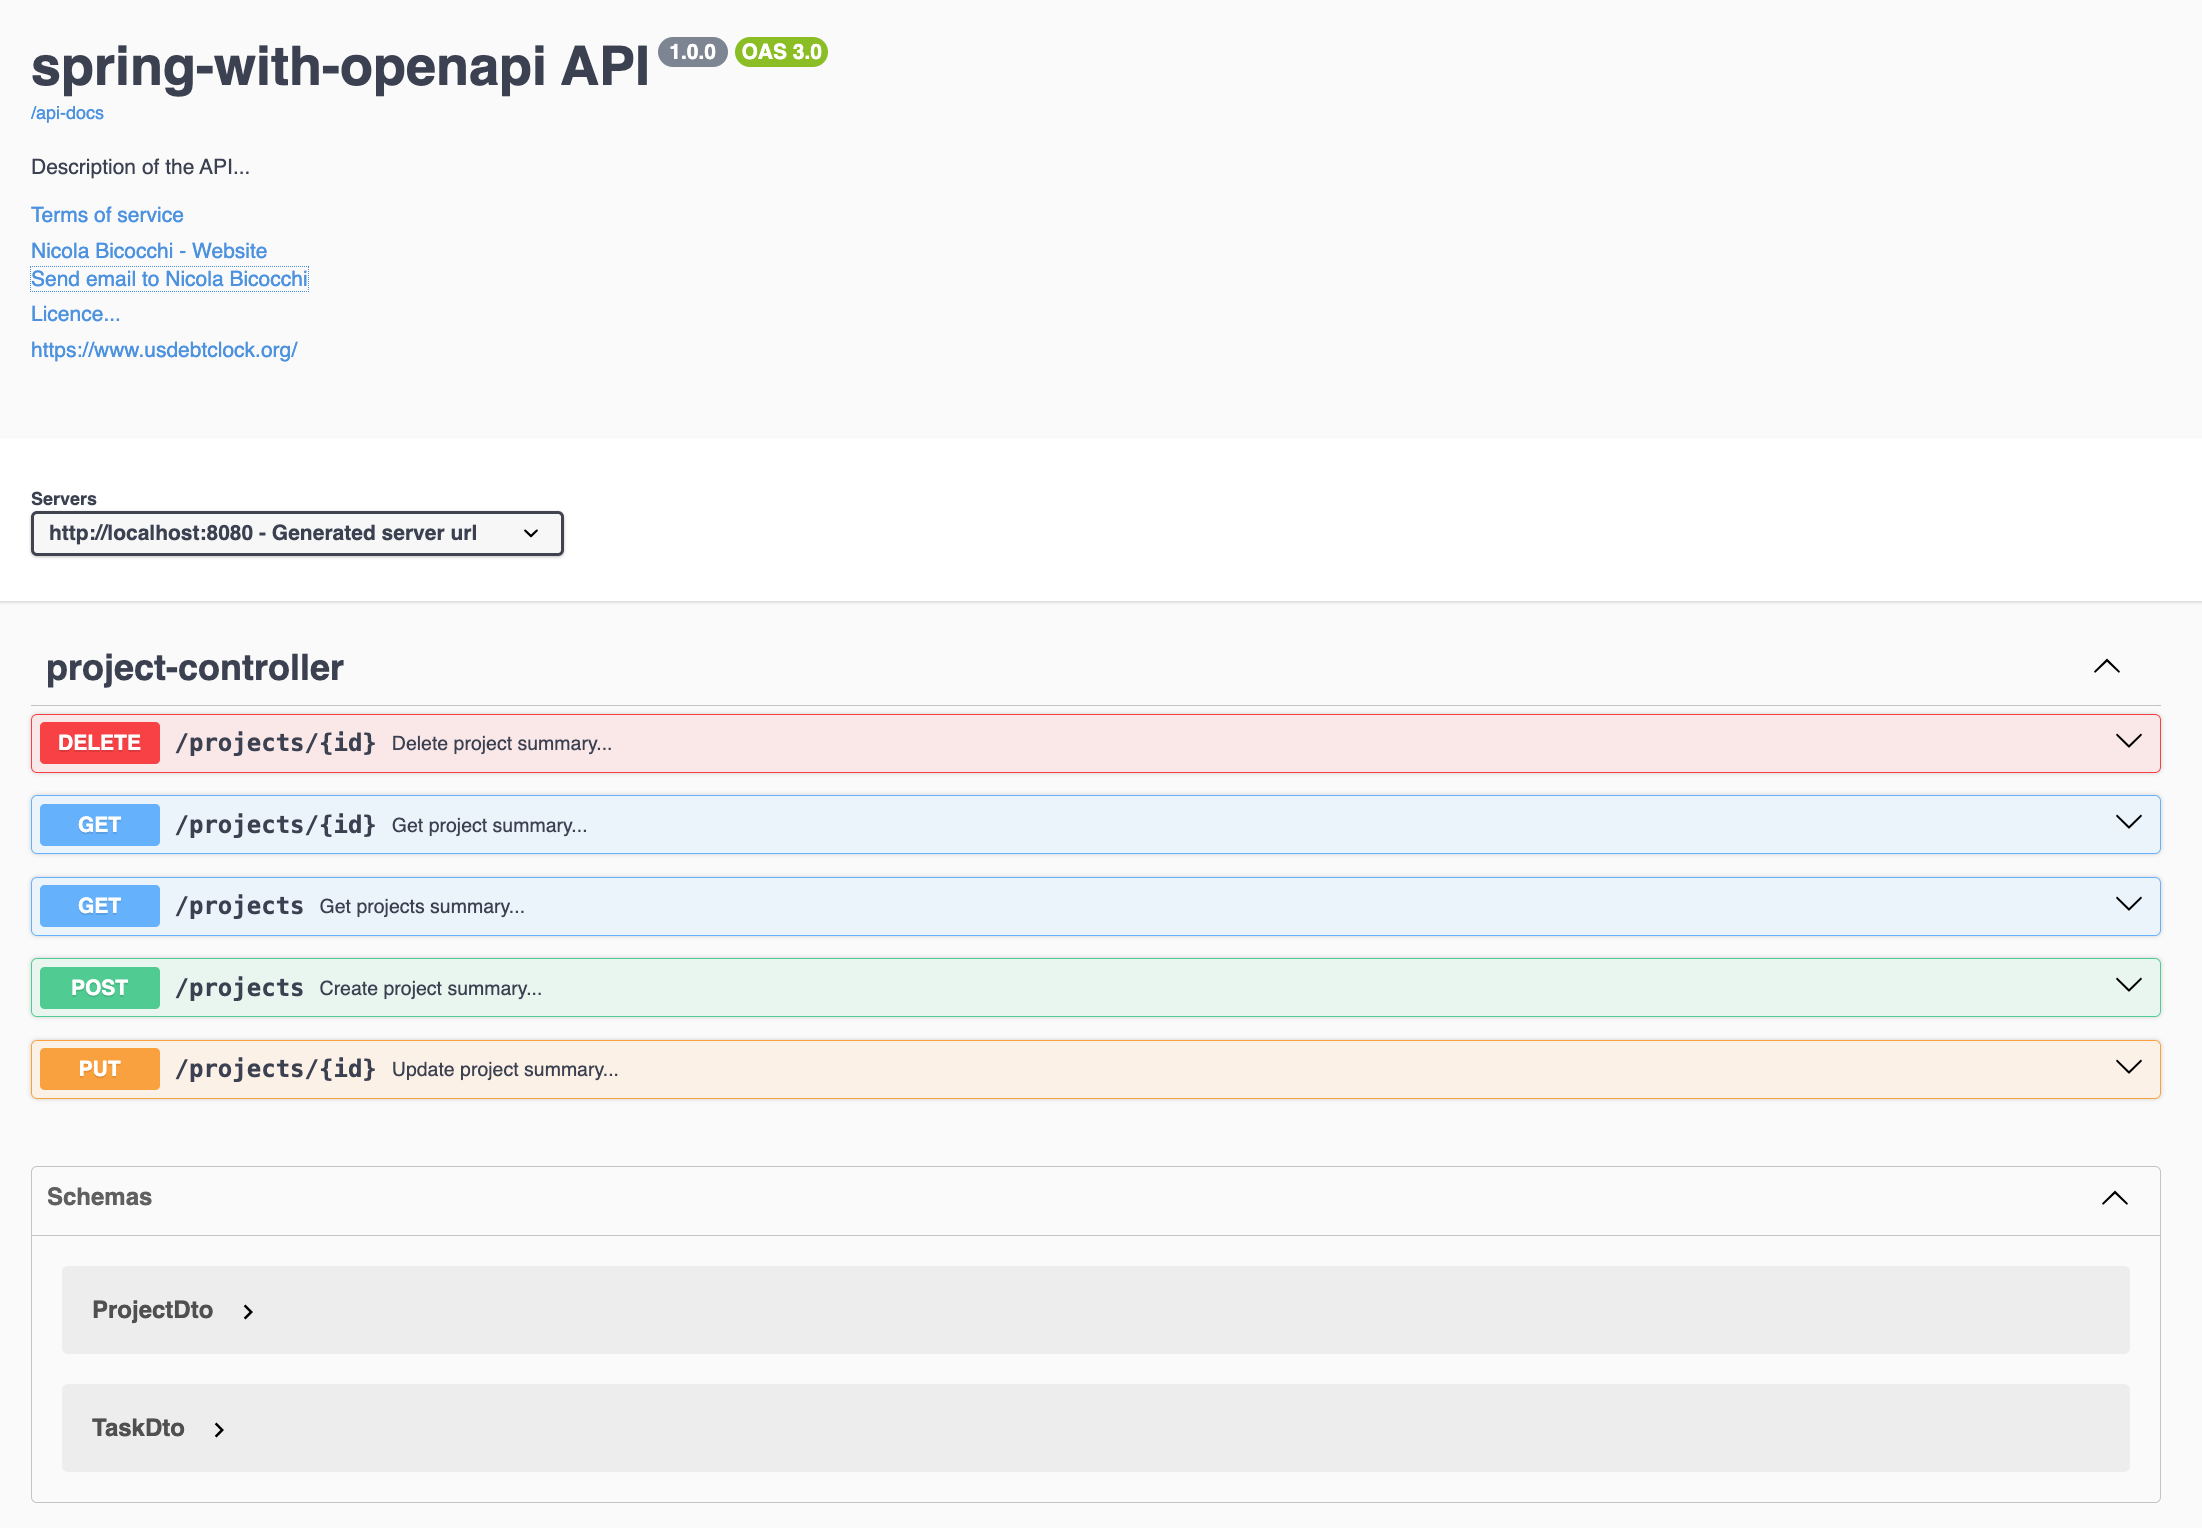 spring-with-openapi API 1.0.0 OAS 3.0
/api-docs
Description of the API...
Terms of service
Nicola Bicocchi - Website
Send email to Nicola Bicocchi
Licence...
https://www.usdebtclock.org/
Servers
http://localhost:8080 - Generated server url
project-controller
DELETE /projects/{id} Delete project summary...
GET /projects/{id} Get project summary...
GET /projects Get projects summary...
POST /projects Create project summary...
PUT /projects/{id} Update project summary...
Schemas
ProjectDto
TaskDto